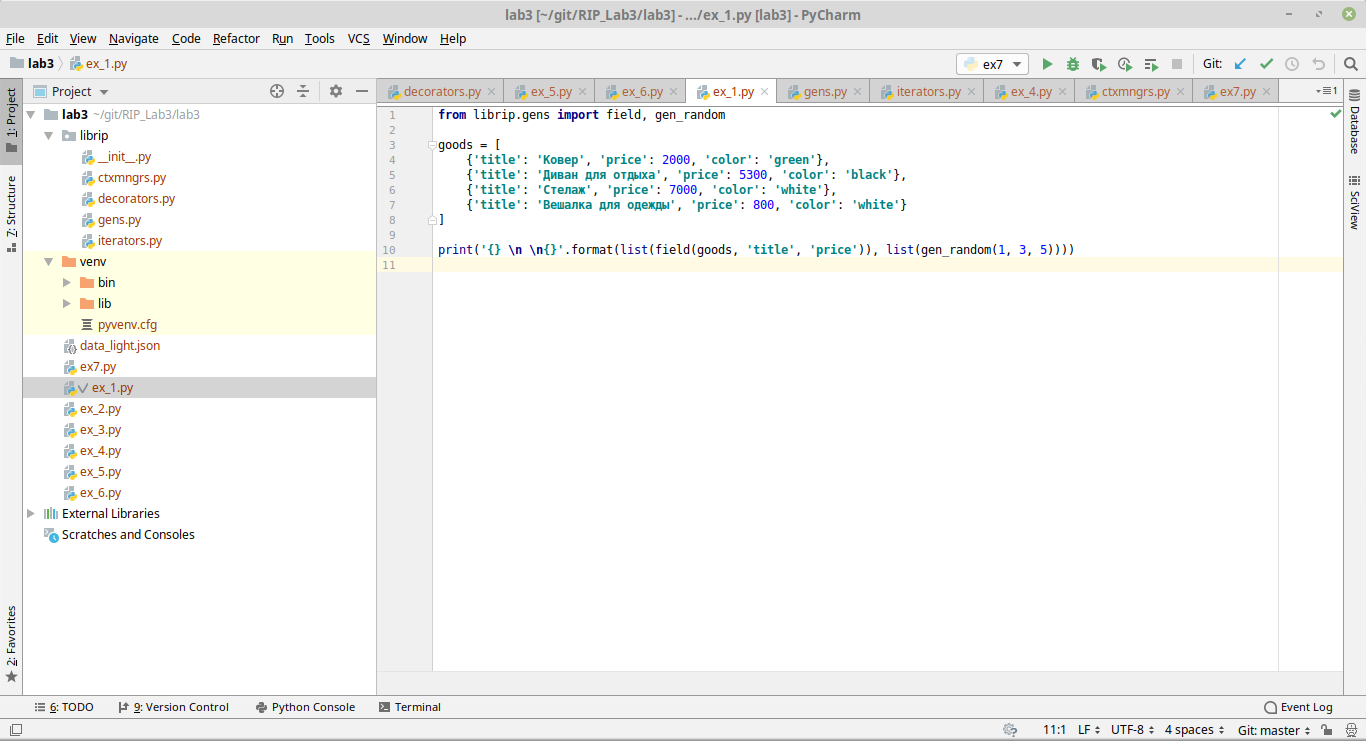 lab3 [~/git/RIP_Lab3/lab3] - .../ex_1.py [lab3] - PyCharm
File Edit View Navigate Code Refactor Run Tools VCS Window Help
lab3 ex_1.py ex7 Git:
1: Project
7: Structure
2: Favorites
Project
lab3 ~/git/RIP_Lab3/lab3
librip
__init__.py
ctxmngrs.py
decorators.py
gens.py
iterators.py
venv
bin
lib
pyvenv.cfg
data_light.json
ex7.py
ex_1.py
ex_2.py
ex_3.py
ex_4.py
ex_5.py
ex_6.py
External Libraries
Scratches and Consoles
decorators.py ex_5.py ex_6.py ex_1.py gens.py iterators.py ex_4.py ctxmngrs.py ex7.py 1
1 from librip.gens import field, gen_random
2
3 goods = [
4 {'title': 'Ковер', 'price': 2000, 'color': 'green'},
5 {'title': 'Диван для отдыха', 'price': 5300, 'color': 'black'},
6 {'title': 'Стелаж', 'price': 7000, 'color': 'white'},
7 {'title': 'Вешалка для одежды', 'price': 800, 'color': 'white'}
8 ]
9
10 print('{} \n \n{}'.format(list(field(goods, 'title', 'price')), list(gen_random(1, 3, 5))))
11
Database
SciView
6: TODO 9: Version Control Python Console Terminal Event Log
11:1 LF UTF-8 4 spaces Git: master